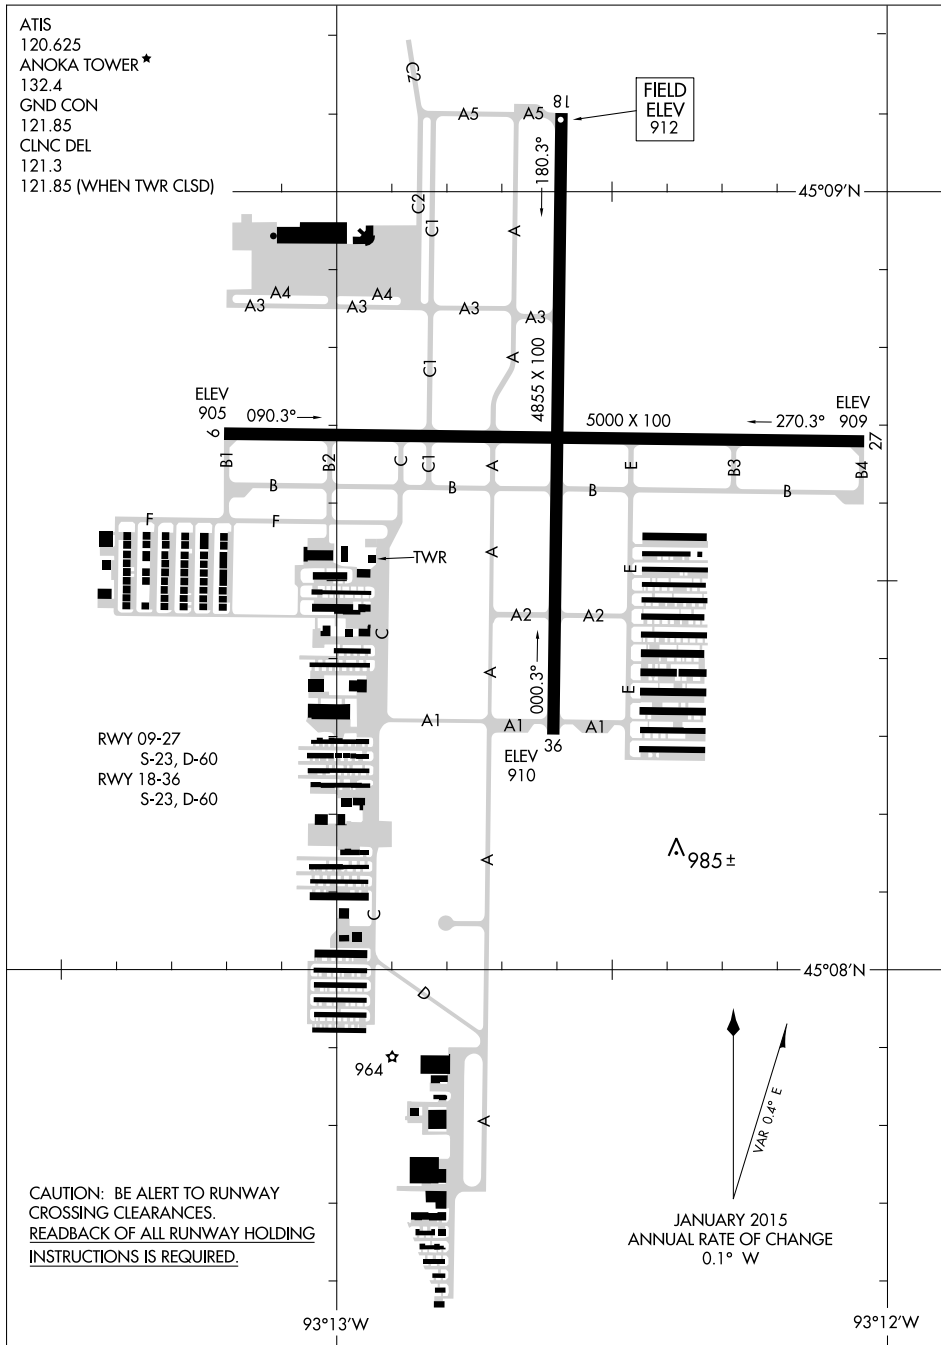 ATIS
120.625
ANOKA TOWER★
132.4
GND CON
121.85
CLNC DEL
121.3
121.85 (WHEN TWR CLSD)
C2
A5
A5
18
FIELD
ELEV
912
180.3°
45°09'N
C2
C1
A
A4
A4
A3
A3
A3
A3
C1
A
4855 X 100
ELEV
905
090.3°
5000 X 100
270.3°
ELEV
909
9
27
B1
B2
C
C1
A
E
B3
B4
B
B
B
B
F
F
TWR
A
E
A2
A2
C
000.3°
A
E
A1
A1
A1
36
ELEV
910
RWY 09-27
S-23, D-60
RWY 18-36
S-23, D-60
985 ±
A
C
45°08'N
D
964
A
VAR 0.4° E
CAUTION: BE ALERT TO RUNWAY
CROSSING CLEARANCES.
READBACK OF ALL RUNWAY HOLDING
INSTRUCTIONS IS REQUIRED.
JANUARY 2015
ANNUAL RATE OF CHANGE
0.1° W
93°13'W
93°12'W